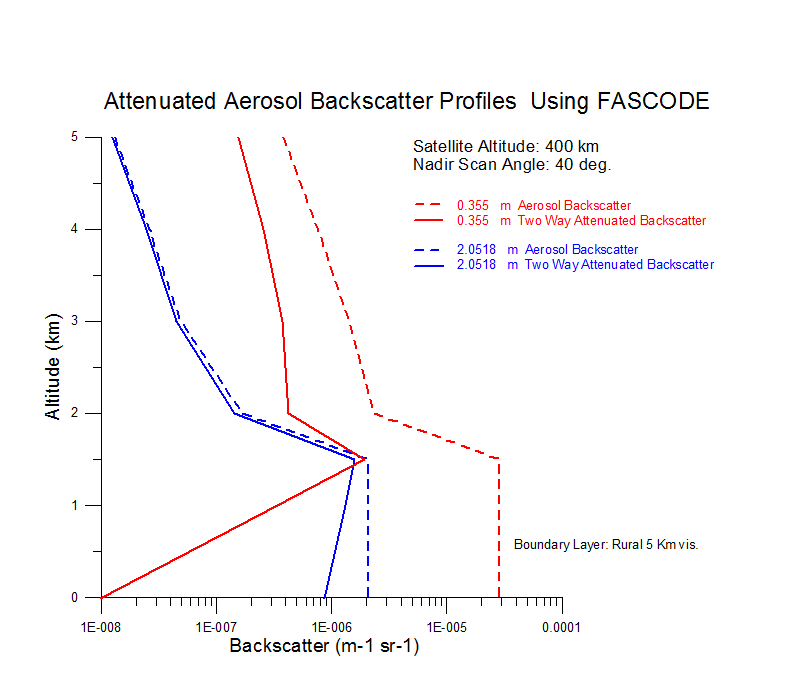 Attenuated Aerosol Backscatter Profiles Using FASCODE
Satellite Altitude: 400 km
Nadir Scan Angle: 40 deg.
0.355 m Aerosol Backscatter
0.355 m Two Way Attenuated Backscatter
2.0518 m Aerosol Backscatter
2.0518 m Two Way Attenuated Backscatter
5
4
3
2
1
0
Altitude (km)
Boundary Layer: Rural 5 Km vis.
1E-008 1E-007 1E-006 1E-005 0.0001
Backscatter (m-1 sr-1)